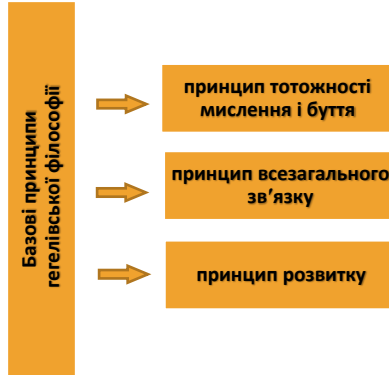 Базові принципи
гегелівської філософії
принцип тотожності
мислення і буття
принцип всезагального
зв’язку
принцип розвитку